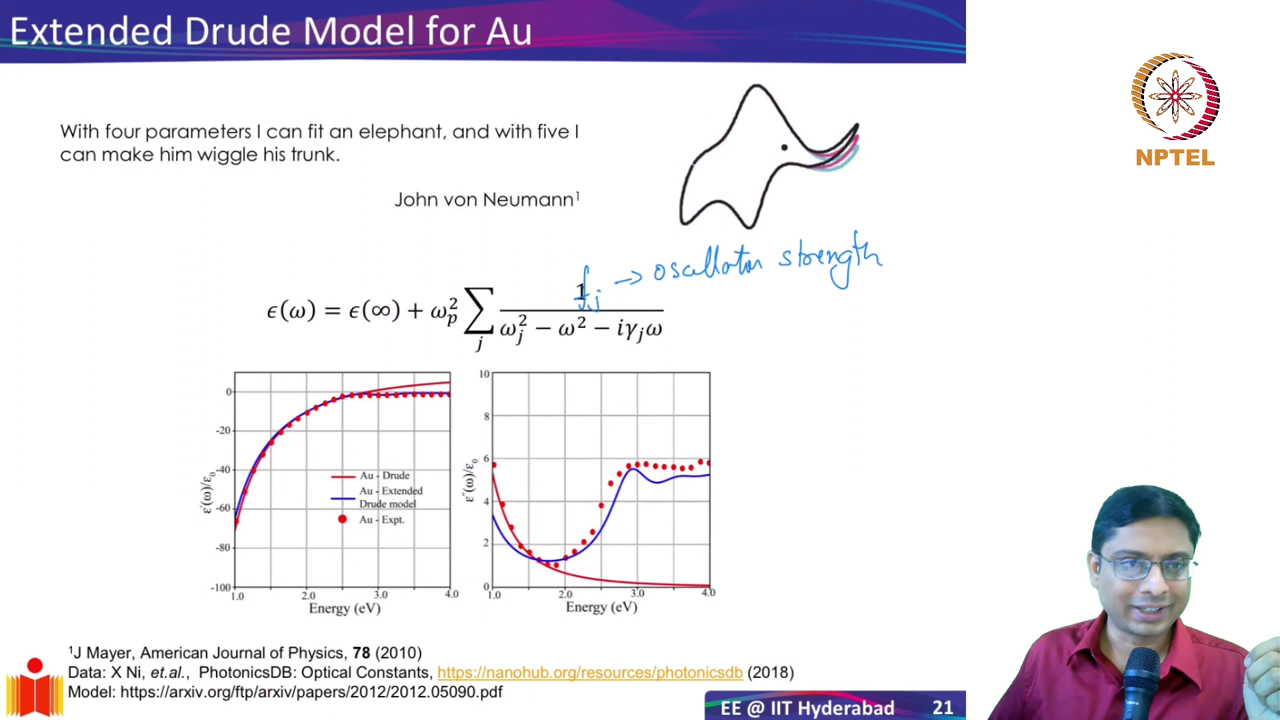 Extended Drude Model for Au
With four parameters I can fit an elephant, and with five I
can make him wiggle his trunk.
John von Neumann¹
NPTEL
f_j → oscillator strength
ϵ(ω) = ϵ(∞) + ω_p² ∑_j 1 / (ω_j² − ω² − iγ_jω)
0
-20
-40
-60
-80
-100
1.0 2.0 3.0 4.0
Energy (eV)
ε'(ω)/ε₀
Au - Drude
Au - Extended
Drude model
Au - Expt.
10
8
6
4
2
0
1.0 2.0 3.0 4.0
Energy (eV)
ε''(ω)/ε₀
¹J Mayer, American Journal of Physics, 78 (2010)
Data: X Ni, et.al., PhotonicsDB: Optical Constants, https://nanohub.org/resources/photonicsdb (2018)
Model: https://arxiv.org/ftp/arxiv/papers/2012/2012.05090.pdf
EE @ IIT Hyderabad 21